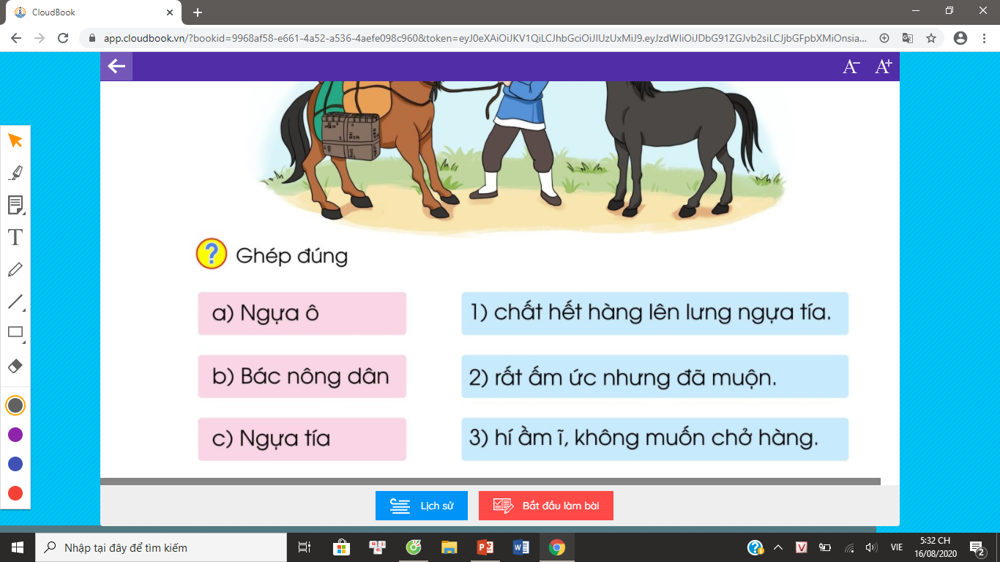 CloudBook
app.cloudbook.vn/?bookid=9968af58-e661-4a52-a536-4aefe098c960&token=eyJ0eXAiOiJKV1QiLCJhbGciOiJIUzUxMiJ9.eyJzdWIiOiJDbG91ZGJvb2siLCJjbGFpbXMiOnsia...
A- A+
Ghép đúng
a) Ngựa ô
1) chất hết hàng lên lưng ngựa tía.
b) Bác nông dân
2) rất ấm ức nhưng đã muộn.
c) Ngựa tía
3) hí ầm ĩ, không muốn chở hàng.
T
Lịch sử
Bắt đầu làm bài
Nhập tại đây để tìm kiếm
VIE
5:32 CH
16/08/2020
2